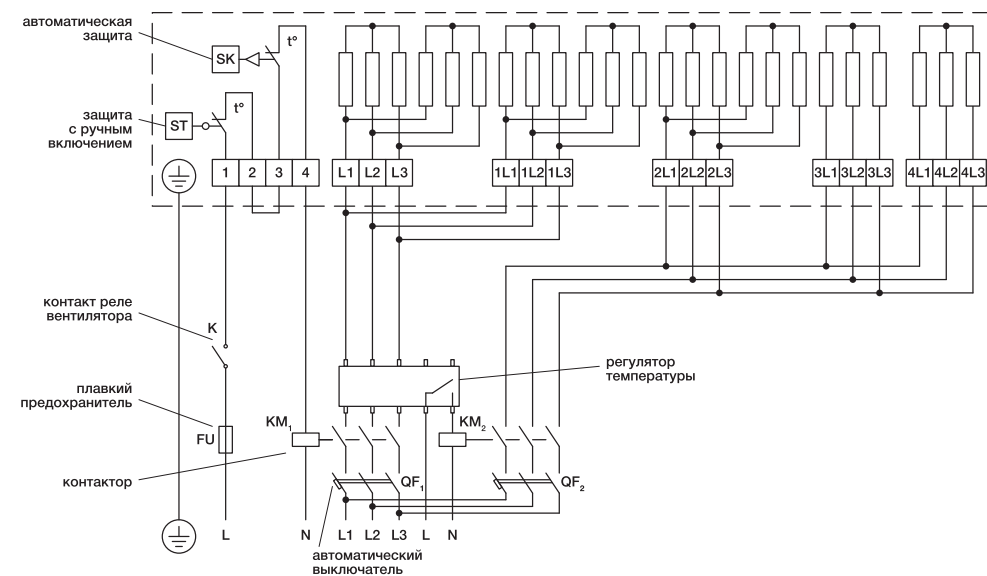 автоматическая
защита
SK
t°
защита
с ручным
включением
ST
t°
1 2 3 4
L1 L2 L3
1L1 1L2 1L3
2L1 2L2 2L3
3L1 3L2 3L3
4L1 4L2 4L3
контакт реле
вентилятора
K
регулятор
температуры
плавкий
предохранитель
FU
KM1
KM2
контактор
QF1
QF2
L N L1 L2 L3 L N
автоматический
выключатель